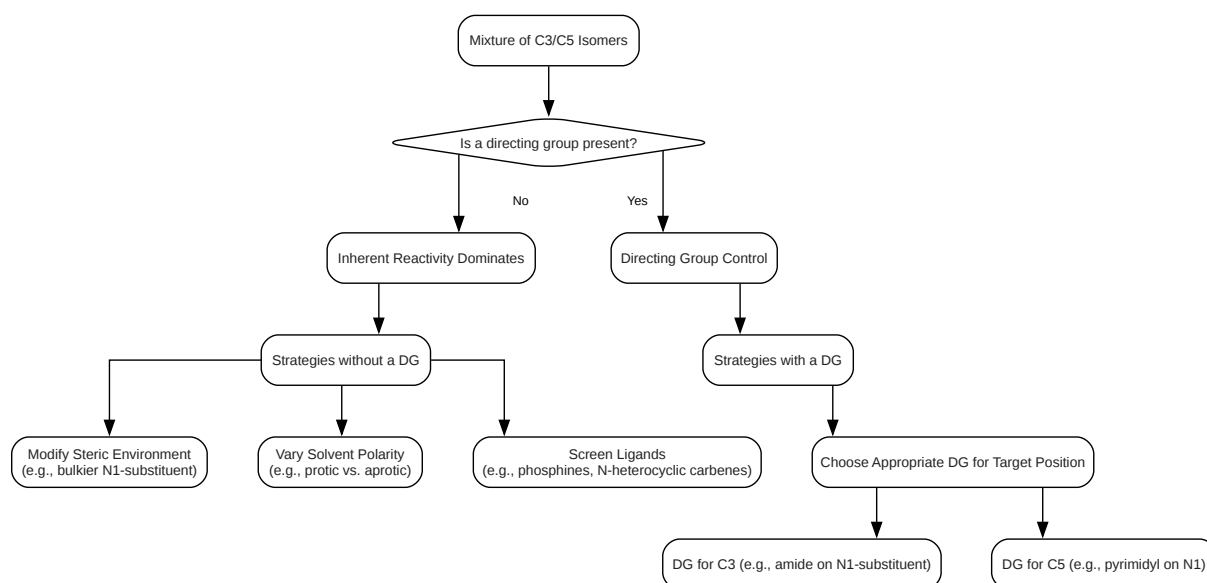 Mixture of C3/C5 Isomers
Is a directing group present?
No
Yes
Inherent Reactivity Dominates
Directing Group Control
Strategies without a DG
Strategies with a DG
Modify Steric Environment
(e.g., bulkier N1-substituent)
Vary Solvent Polarity
(e.g., protic vs. aprotic)
Screen Ligands
(e.g., phosphines, N-heterocyclic carbenes)
Choose Appropriate DG for Target Position
DG for C3 (e.g., amide on N1-substituent)
DG for C5 (e.g., pyrimidyl on N1)